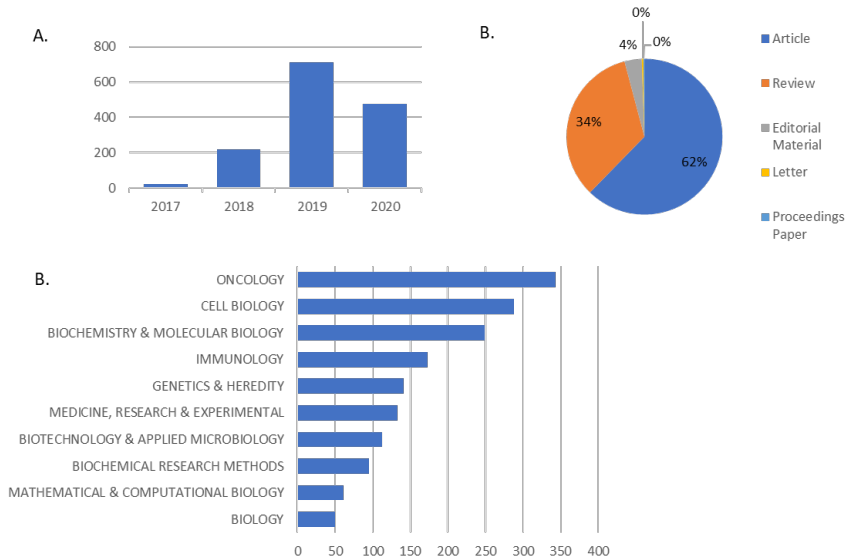 A.
800
600
400
200
0
2017 2018 2019 2020
B.
0%
4% 0%
34%
62%
Article
Review
Editorial
Material
Letter
Proceedings
Paper
B.
ONCOLOGY
CELL BIOLOGY
BIOCHEMISTRY & MOLECULAR BIOLOGY
IMMUNOLOGY
GENETICS & HEREDITY
MEDICINE, RESEARCH & EXPERIMENTAL
BIOTECHNOLOGY & APPLIED MICROBIOLOGY
BIOCHEMICAL RESEARCH METHODS
MATHEMATICAL & COMPUTATIONAL BIOLOGY
BIOLOGY
0 50 100 150 200 250 300 350 400